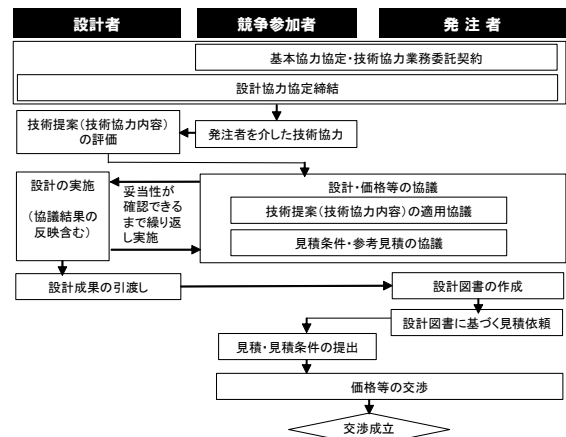 設計者
競争参加者
発注者
基本協力協定・技術協力業務委託契約
設計協力協定締結
技術提案(技術協力内容)
の評価
発注者を介した技術協力
設計の実施
(協議結果の
反映含む)
妥当性が
確認できる
まで繰り返
し実施
設計・価格等の協議
技術提案(技術協力内容)の適用協議
見積条件・参考見積の協議
設計成果の引渡し
設計図書の作成
設計図書に基づく見積依頼
見積・見積条件の提出
価格等の交渉
交渉成立